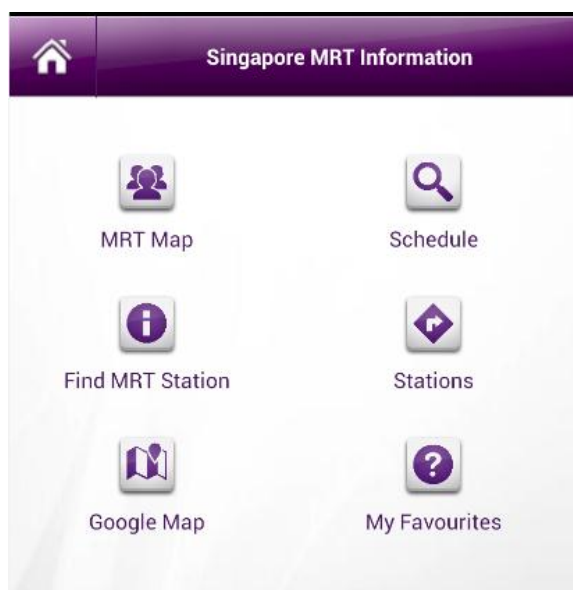 Singapore MRT Information
MRT Map
Schedule
Find MRT Station
Stations
Google Map
My Favourites